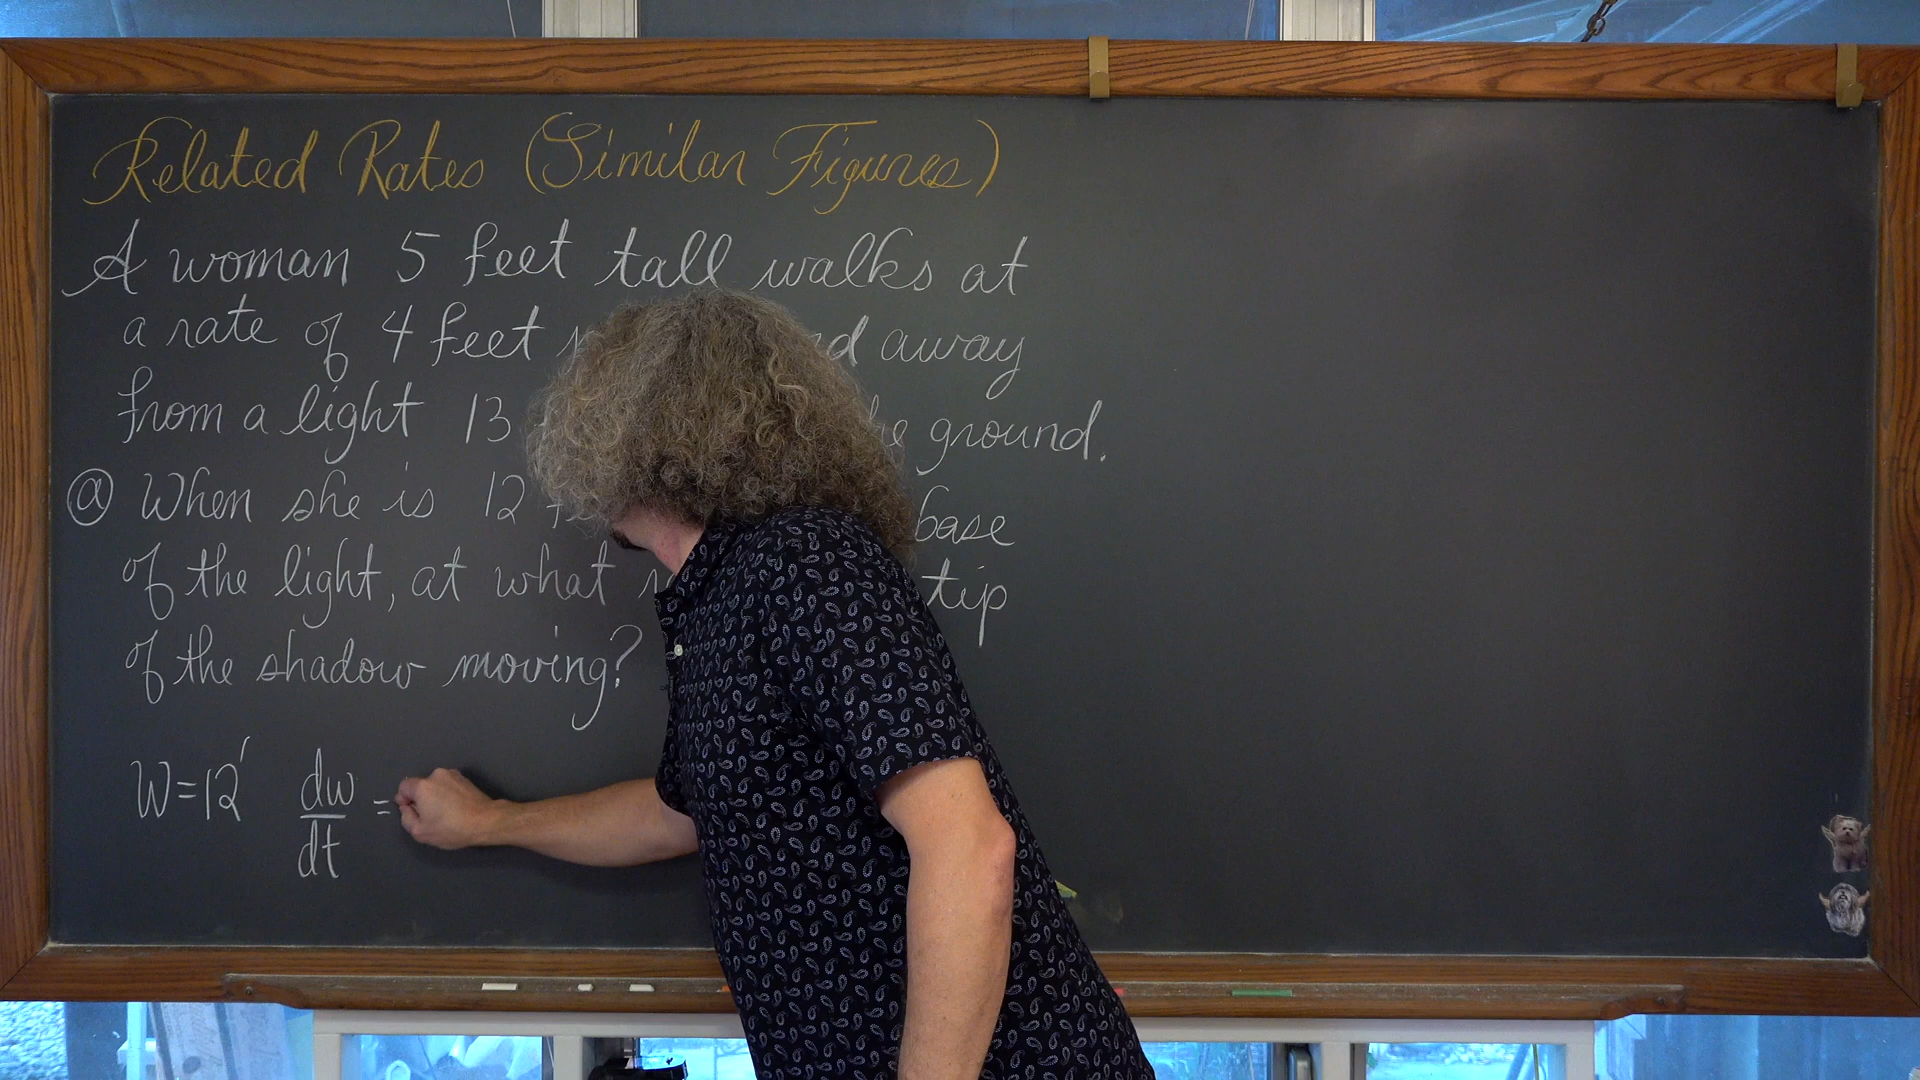 Related Rates (Similar Figures)
A woman 5 feet tall walks at
a rate of 4 feet away
from a light 13 ground.
ⓐ When she is 12 base
of the light, at what tip
of the shadow moving?
W=12' dw/dt =